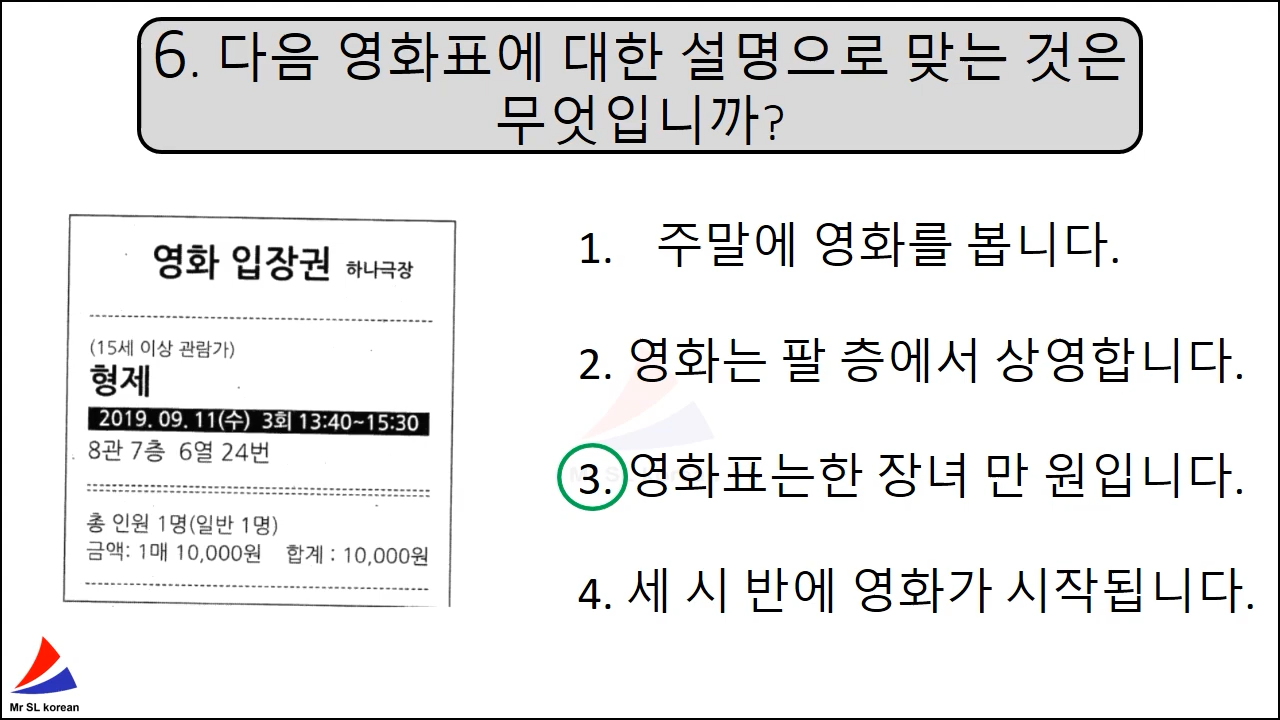 6. 다음 영화표에 대한 설명으로 맞는 것은
무엇입니까?
영화 입장권 하나극장
(15세 이상 관람가)
형제
2019. 09. 11(수) 3회 13:40~15:30
8관 7층 6열 24번
총 인원 1명(일반 1명)
금액: 1매 10,000원 합계 : 10,000원
1. 주말에 영화를 봅니다.
2. 영화는 팔 층에서 상영합니다.
3. 영화표는한 장녀 만 원입니다.
4. 세 시 반에 영화가 시작됩니다.
Mr SL korean